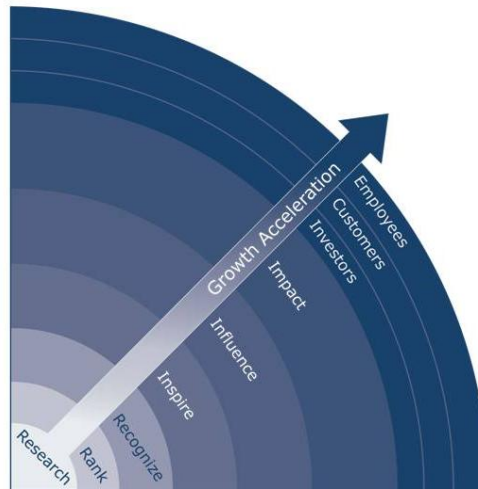 Research
Rank
Recognize
Inspire
Influence
Impact
Investors
Customers
Employees
Growth Acceleration